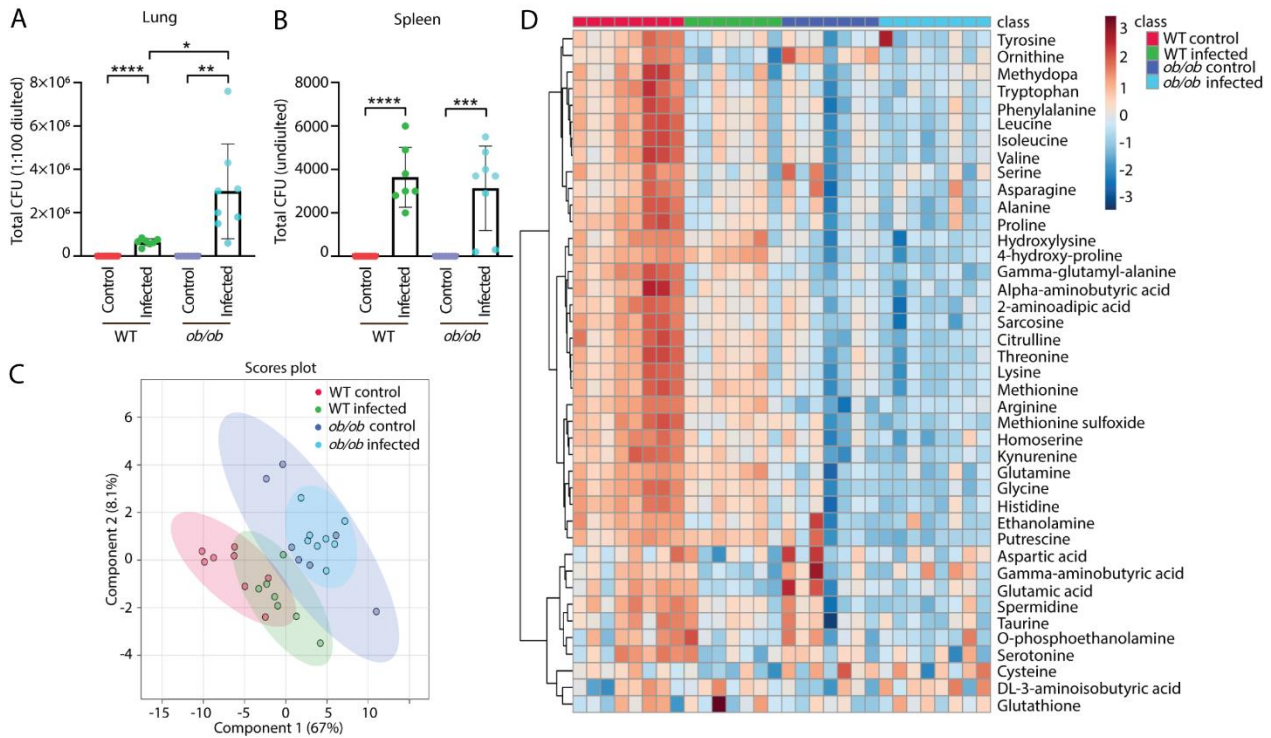 A
Lung
*
****
**
Total CFU (1:100 diulted)
8×10⁶
6×10⁶
4×10⁶
2×10⁶
0
Control
Infected
Control
Infected
WT
ob/ob
B
Spleen
****
***
Total CFU (undiulted)
8000
6000
4000
2000
0
Control
Infected
Control
Infected
WT
ob/ob
C
Scores plot
WT control
WT infected
ob/ob control
ob/ob infected
Component 2 (8.1%)
6
4
2
0
-2
-4
-15
-10
-5
0
5
10
Component 1 (67%)
D
class
Tyrosine
Ornithine
Methydopa
Tryptophan
Phenylalanine
Leucine
Isoleucine
Valine
Serine
Asparagine
Alanine
Proline
Hydroxylysine
4-hydroxy-proline
Gamma-glutamyl-alanine
Alpha-aminobutyric acid
2-aminoadipic acid
Sarcosine
Citrulline
Threonine
Lysine
Methionine
Arginine
Methionine sulfoxide
Homoserine
Kynurenine
Glutamine
Glycine
Histidine
Ethanolamine
Putrescine
Aspartic acid
Gamma-aminobutyric acid
Glutamic acid
Spermidine
Taurine
O-phosphoethanolamine
Serotonine
Cysteine
DL-3-aminoisobutyric acid
Glutathione
3
2
1
0
-1
-2
-3
class
WT control
WT infected
ob/ob control
ob/ob infected